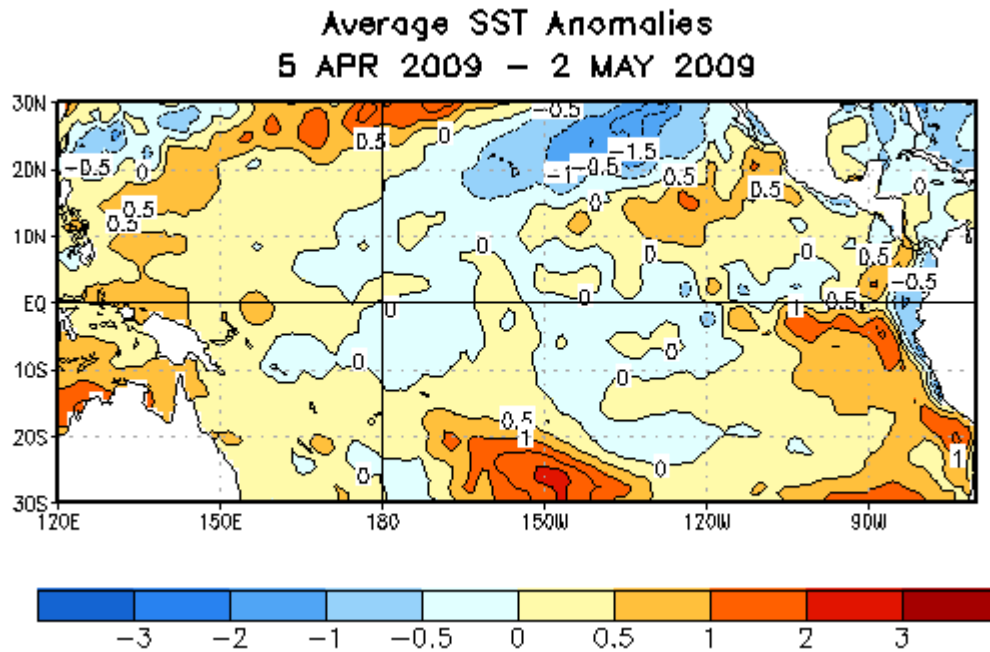 Average SST Anomalies
5 APR 2009 – 2 MAY 2009
30N
20N
10N
EQ
10S
20S
30S
-0.5 0 0.5 0.5
0.5 0 -0.5 -1 -0.5 -1.5
0 0.5 0 0
0 0 0 0 0 0.5 -0.5
0 0 0 1 0.5
0.5 1 0 0 1
120E 150E 180 150W 120W 90W
-3 -2 -1 -0.5 0 0.5 1 2 3